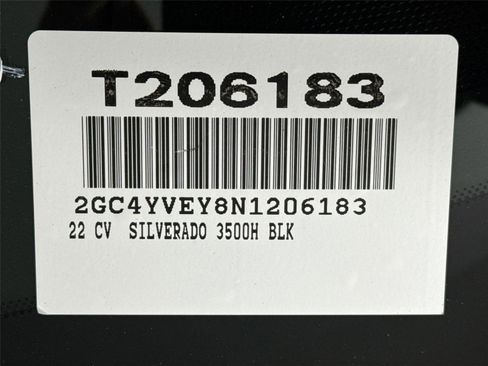 T206183
2GC4YVEY8N1206183
22 CV SILVERADO 3500H BLK